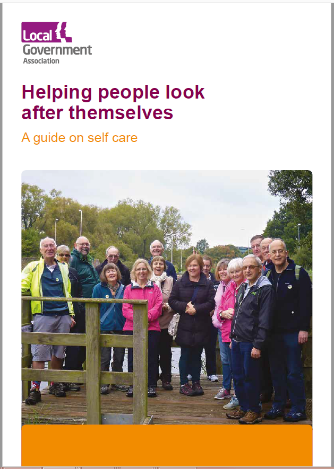 Local
Government
Association
Helping people look
after themselves
A guide on self care